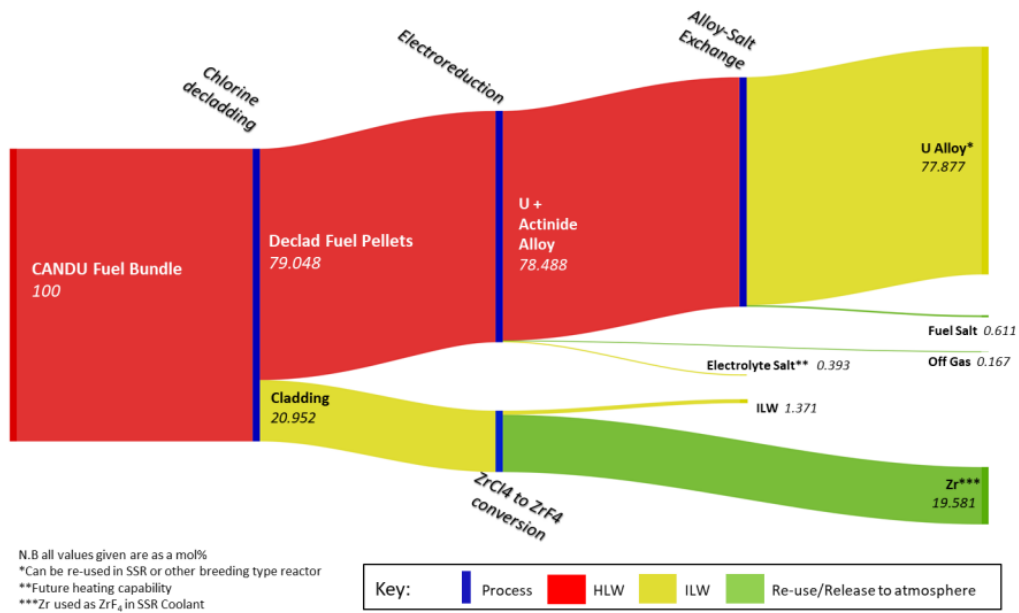 Chlorine
decladding
Electroreduction
Alloy-Salt
Exchange
CANDU Fuel Bundle
100
Declad Fuel Pellets
79.048
U +
Actinide
Alloy
78.488
U Alloy*
77.877
Fuel Salt 0.611
Off Gas 0.167
Electrolyte Salt** 0.393
ILW 1.371
Cladding
20.952
Zr***
19.581
ZrCl4 to ZrF4
conversion
N.B all values given are as a mol%
*Can be re-used in SSR or other breeding type reactor
**Future heating capability
***Zr used as ZrF₄ in SSR Coolant
Key: Process HLW ILW Re-use/Release to atmosphere